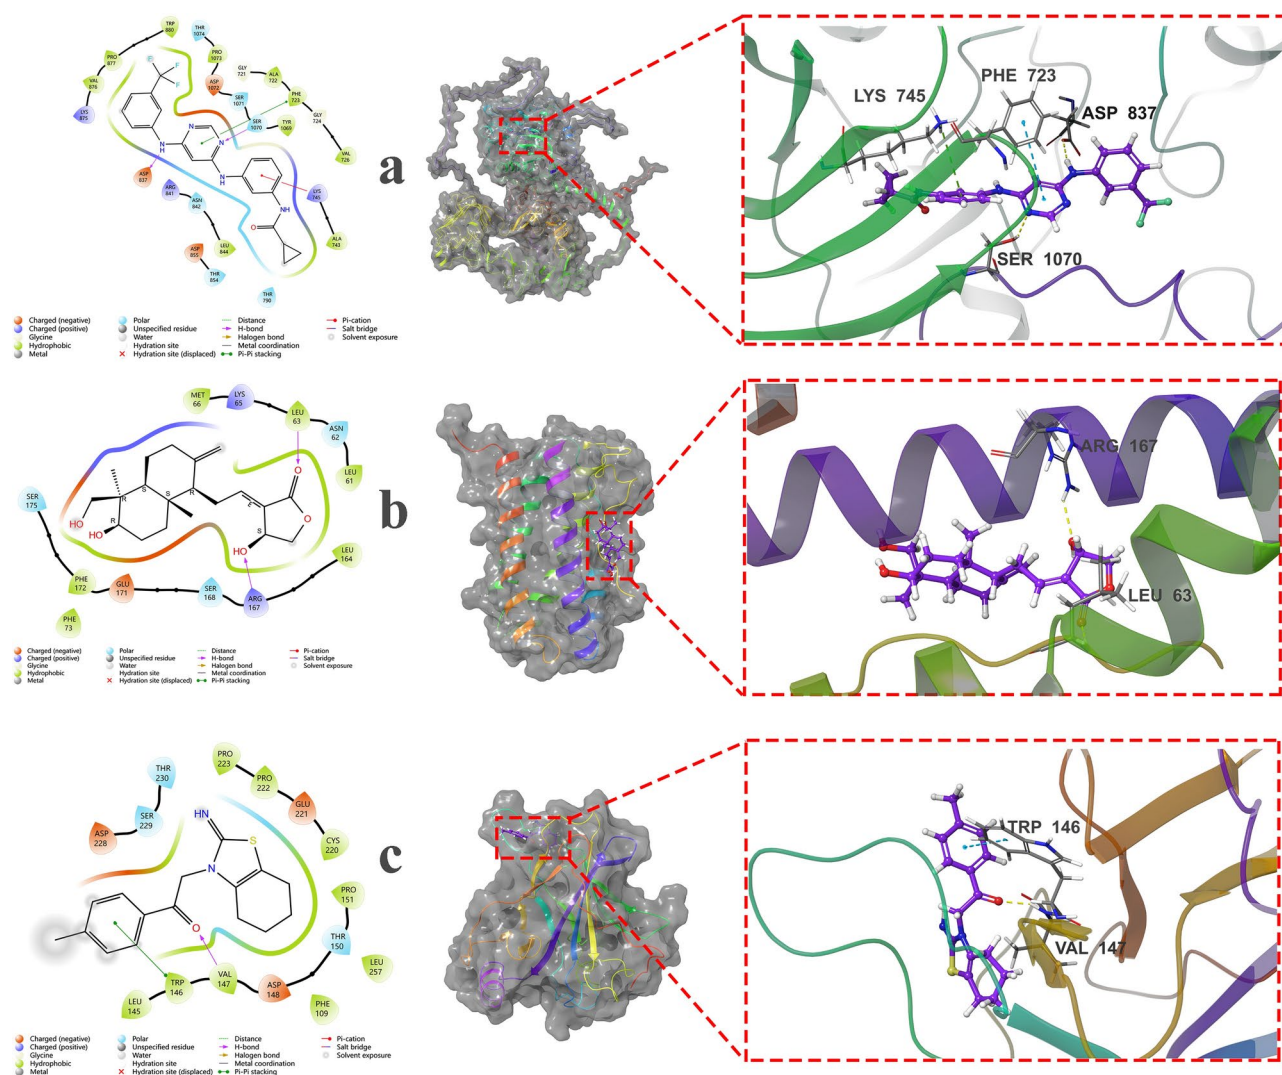 TRP 880
THR 1074
PRO 877
PRO 1073
GLY 721
ALA 722
VAL 876
ASP 1072
PHE 723
LYS 875
SER 1071
GLY 724
SER 1070
TYR 1069
VAL 726
ASP 837
ARG 841
ASN 842
LYS 745
LEU 844
ALA 743
ASP 855
THR 854
THR 790
F
F
F
N
N
NH
NH
NH
O
a
LYS 745
PHE 723
ASP 837
SER 1070
Charged (negative)
Charged (positive)
Glycine
Hydrophobic
Metal
Polar
Unspecified residue
Water
Hydration site
Hydration site (displaced)
Distance
H-bond
Halogen bond
Metal coordination
Pi-Pi stacking
Pi-cation
Salt bridge
Solvent exposure
MET 66
LYS 65
LEU 63
ASN 62
LEU 61
SER 175
LEU 164
PHE 172
GLU 171
SER 168
ARG 167
PHE 73
HO
HO
HO
O
O
R
R
S
R
R
S
S
b
ARG 167
LEU 63
Charged (negative)
Charged (positive)
Glycine
Hydrophobic
Metal
Polar
Unspecified residue
Water
Hydration site
Hydration site (displaced)
Distance
H-bond
Halogen bond
Metal coordination
Pi-Pi stacking
Pi-cation
Salt bridge
Solvent exposure
PRO 223
THR 230
PRO 222
SER 229
GLU 221
ASP 228
CYS 220
PRO 151
THR 150
LEU 257
VAL 147
TRP 146
ASP 148
LEU 145
PHE 109
HN
S
N
O
c
TRP 146
VAL 147
Charged (negative)
Charged (positive)
Glycine
Hydrophobic
Metal
Polar
Unspecified residue
Water
Hydration site
Hydration site (displaced)
Distance
H-bond
Halogen bond
Metal coordination
Pi-Pi stacking
Pi-cation
Salt bridge
Solvent exposure